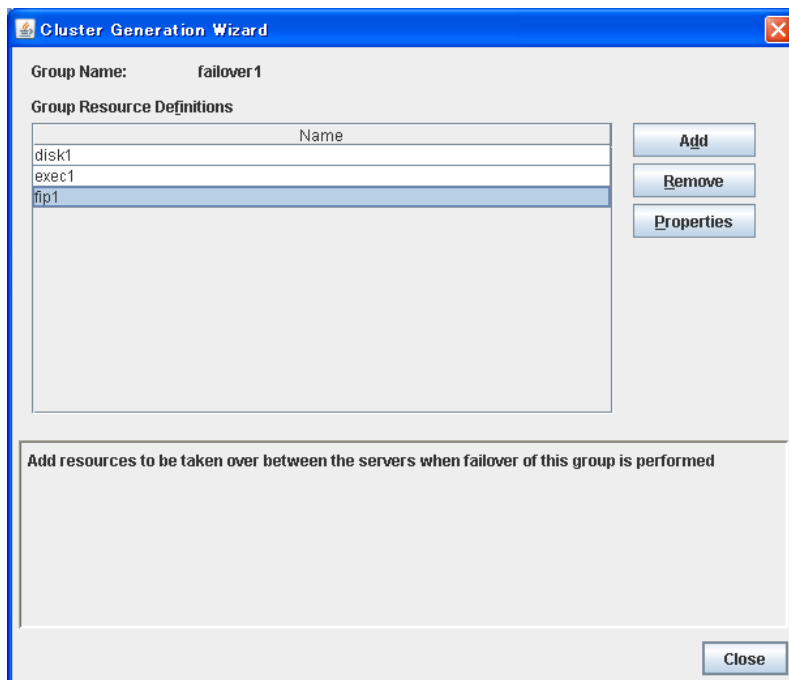 Cluster Generation Wizard
Group Name: failover1
Group Resource Definitions
Name
disk1
exec1
fip1
Add
Remove
Properties
Add resources to be taken over between the servers when failover of this group is performed
Close